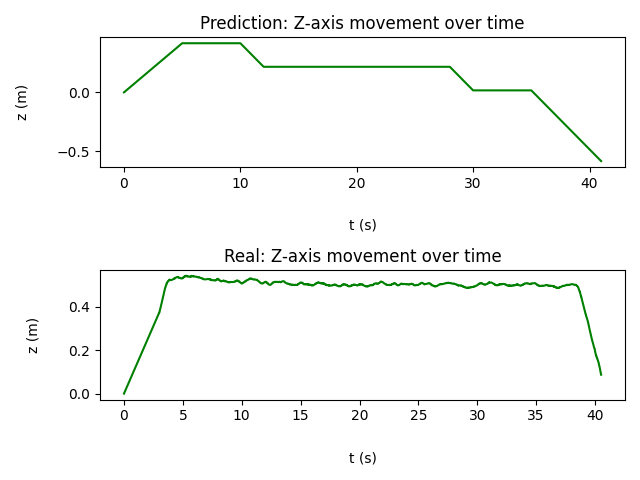 Prediction: Z-axis movement over time
z (m)
0.0
−0.5
0 10 20 30 40
t (s)
Real: Z-axis movement over time
z (m)
0.4
0.2
0.0
0 5 10 15 20 25 30 35 40
t (s)